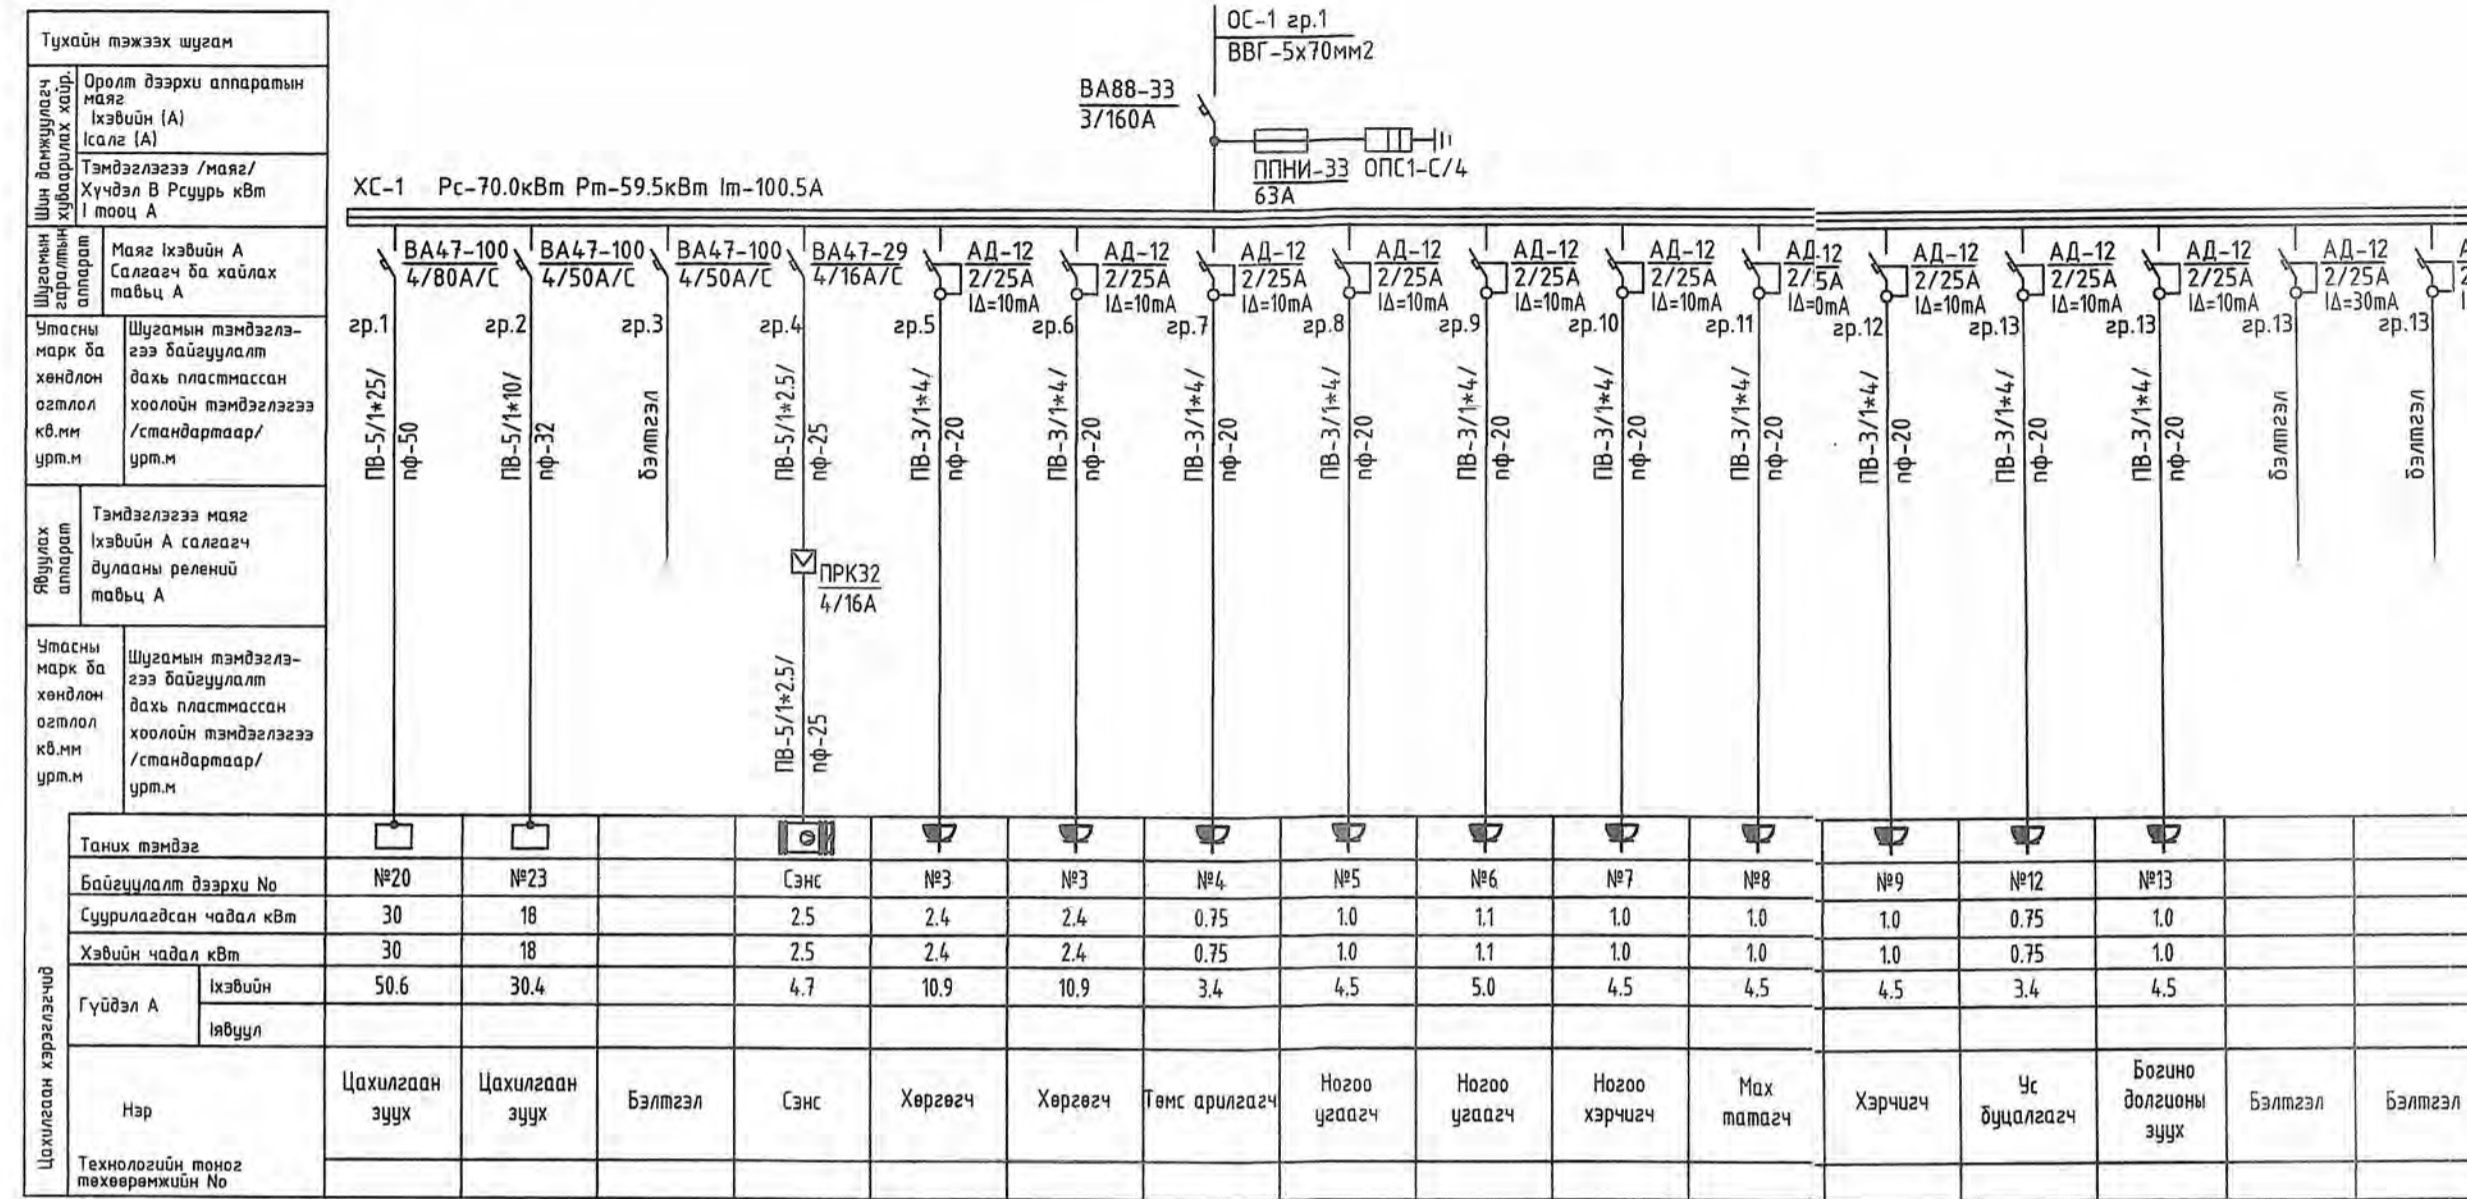 Тухайн тэжээх шугам
Шин дамжуулагч
хуваарилах хайр.
Оролт дээрхи аппаратын
маяг
Iхэвийн (А)
Iсалг (А)
Тэмдэглэгээ /маяг/
Хүчдэл В Рсуурь кВт
I тооц А
Шугамын
гаралтын
аппарат
Маяг Iхэвийн А
Салгагч ба хайлах
тавьц А
Утасны
марк ба
хөндлөн
огтлол
кв.мм
урт.м
Шугамын тэмдэглэ-
гээ байгуулалт
дахь пластмассан
хоолойн тэмдэглэгээ
/стандартаар/
урт.м
Явуулах
аппарат
Тэмдэглэгээ маяг
Iхэвийн А салгагч
дулааны релений
тавьц А
Утасны
марк ба
хөндлөн
огтлол
кв.мм
урт.м
Шугамын тэмдэглэ-
гээ байгуулалт
дахь пластмассан
хоолойн тэмдэглэгээ
/стандартаар/
урт.м
ОС-1 гр.1
ВВГ-5х70мм2
ВА88-33
3/160А
ППНИ-33 ОПС1-С/4
63А
ХС-1 Рс-70.0кВт Рт-59.5кВт Iт-100.5А
ВА47-100 ВА47-100 ВА47-100 ВА47-29 АД-12 АД-12 АД-12 АД-12 АД-12 АД-12 АД-12 АД-12 АД-12 АД-12 АД-12
4/80А/С 4/50А/С 4/50А/С 4/16А/С 2/25А 2/25А 2/25А 2/25А 2/25А 2/25А 2/25А 2/25А 2/25А 2/25А
IΔ=10mA IΔ=10mA IΔ=10mA IΔ=10mA IΔ=10mA IΔ=10mA IΔ=10mA IΔ=10mA IΔ=10mA IΔ=30mA
гр.1 гр.2 гр.3 гр.4 гр.5 гр.6 гр.7 гр.8 гр.9 гр.10 гр.11 гр.12 гр.13 гр.13 гр.13 гр.13
ПВ-5/1*25/
пф-50
ПВ-5/1*10/
пф-32
бэлтгэл
ПВ-5/1*2.5/
пф-25
ПВ-3/1*4/
пф-20
ПВ-3/1*4/
пф-20
ПВ-3/1*4/
пф-20
ПВ-3/1*4/
пф-20
ПВ-3/1*4/
пф-20
ПВ-3/1*4/
пф-20
ПВ-3/1*4/
пф-20
ПВ-3/1*4/
пф-20
ПВ-3/1*4/
пф-20
ПВ-3/1*4/
пф-20
бэлтгэл
бэлтгэл
ПРК32
4/16А
ПВ-5/1*2.5/
пф-25
Цахилгаан хэрэглэгчид
Таних тэмдэг
Байгуулалт дээрхи No №20 №23 Сэнс №3 №3 №4 №5 №6 №7 №8 №9 №12 №13
Суурилагдсан чадал кВт 30 18 2.5 2.4 2.4 0.75 1.0 1.1 1.0 1.0 1.0 0.75 1.0
Хэвийн чадал кВт 30 18 2.5 2.4 2.4 0.75 1.0 1.1 1.0 1.0 1.0 0.75 1.0
Гүйдэл А
Iхэвийн 50.6 30.4 4.7 10.9 10.9 3.4 4.5 5.0 4.5 4.5 4.5 3.4 4.5
Iявуул
Нэр
Цахилгаан
зуух
Цахилгаан
зуух
Бэлтгэл
Сэнс
Хөргөгч
Хөргөгч
Төмс арилгагч
Ногоо
угаагч
Ногоо
угаагч
Ногоо
хэрчигч
Мах
татагч
Хэрчигч
Ус
буцалгагч
Богино
долгионы
зуух
Бэлтгэл
Бэлтгэл
Технологийн тоног
төхөөрөмжийн No